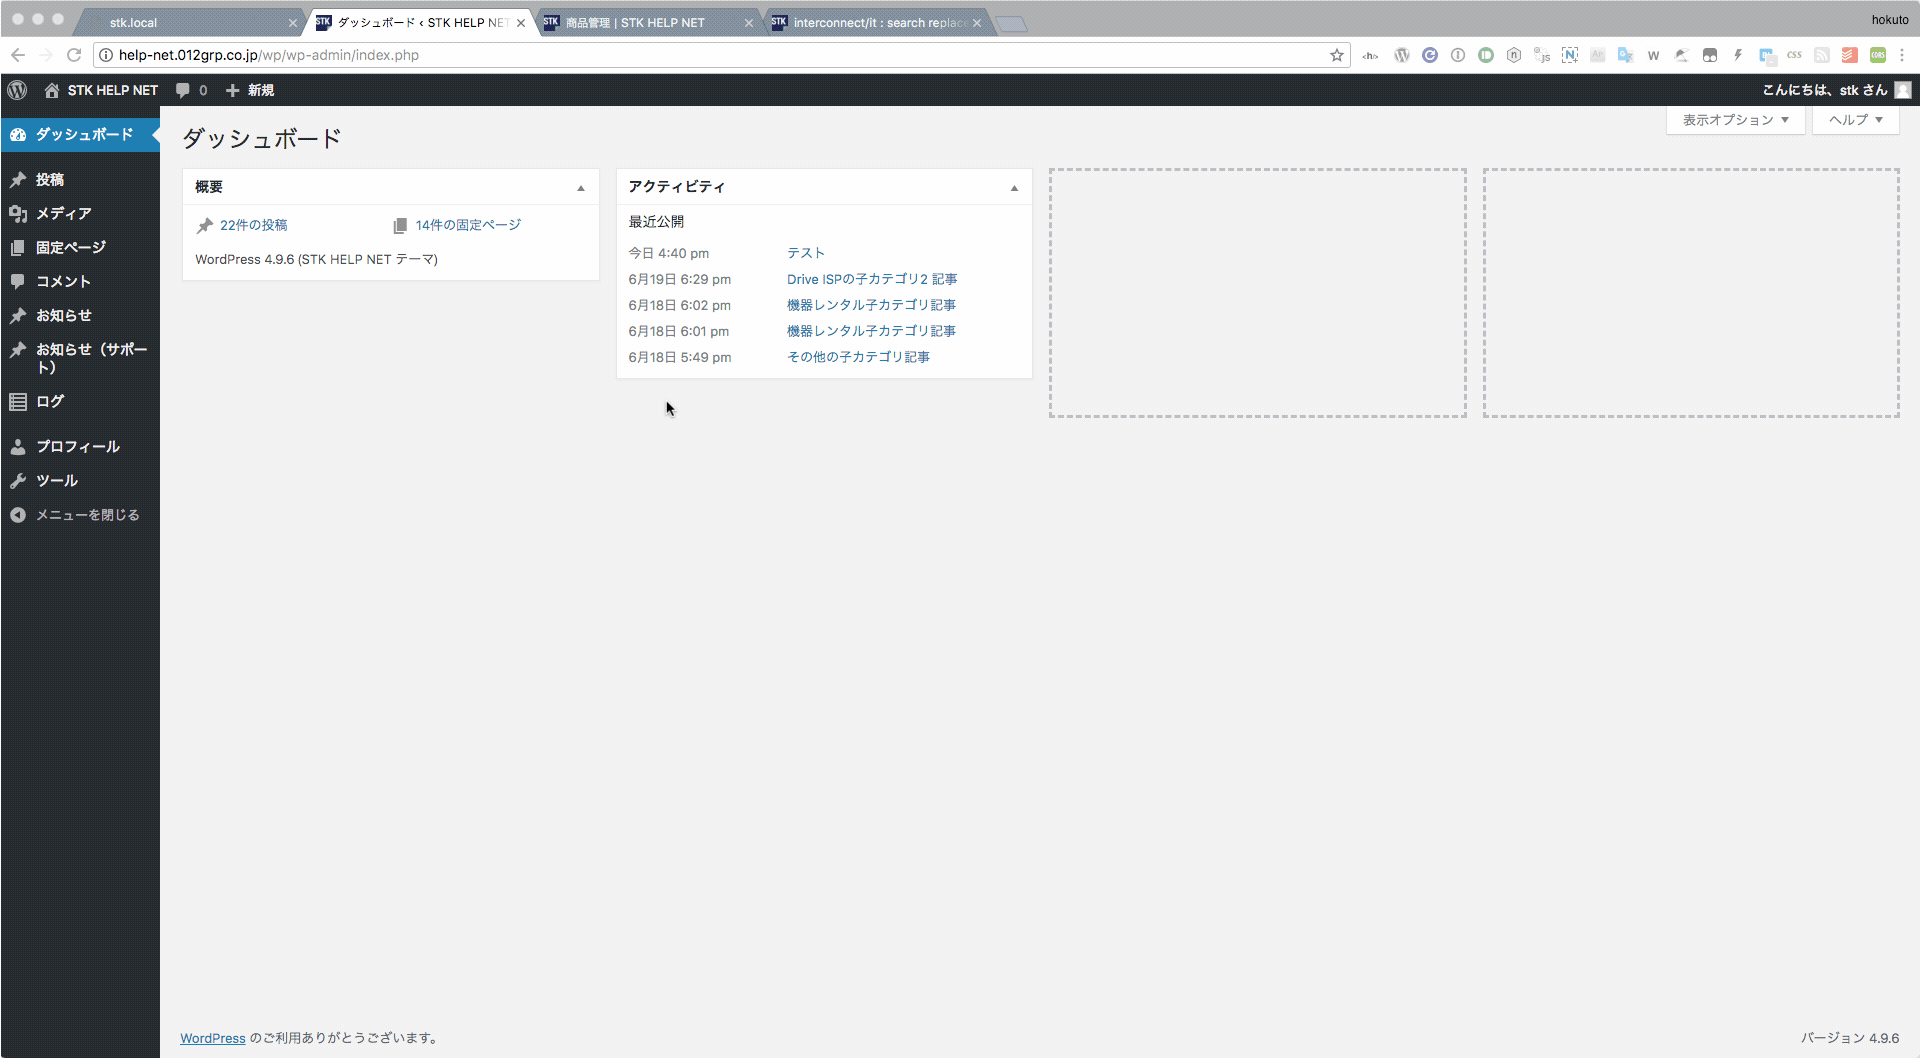 stk.local
ダッシュボード ‹ STK HELP NET
商品管理 | STK HELP NET
interconnect/it : search replace
hokuto
help-net.012grp.co.jp/wp/wp-admin/index.php
<h>
js
N
W
CSS
CORS
STK HELP NET
0
新規
こんにちは、stk さん
ダッシュボード
投稿
メディア
固定ページ
コメント
お知らせ
お知らせ（サポー
ト）
ログ
プロフィール
ツール
メニューを閉じる
ダッシュボード
表示オプション
ヘルプ
概要
22件の投稿
14件の固定ページ
WordPress 4.9.6 (STK HELP NET テーマ)
アクティビティ
最近公開
今日 4:40 pm テスト
6月19日 6:29 pm Drive ISPの子カテゴリ2 記事
6月18日 6:02 pm 機器レンタル子カテゴリ記事
6月18日 6:01 pm 機器レンタル子カテゴリ記事
6月18日 5:49 pm その他の子カテゴリ記事
WordPress のご利用ありがとうございます。
バージョン 4.9.6